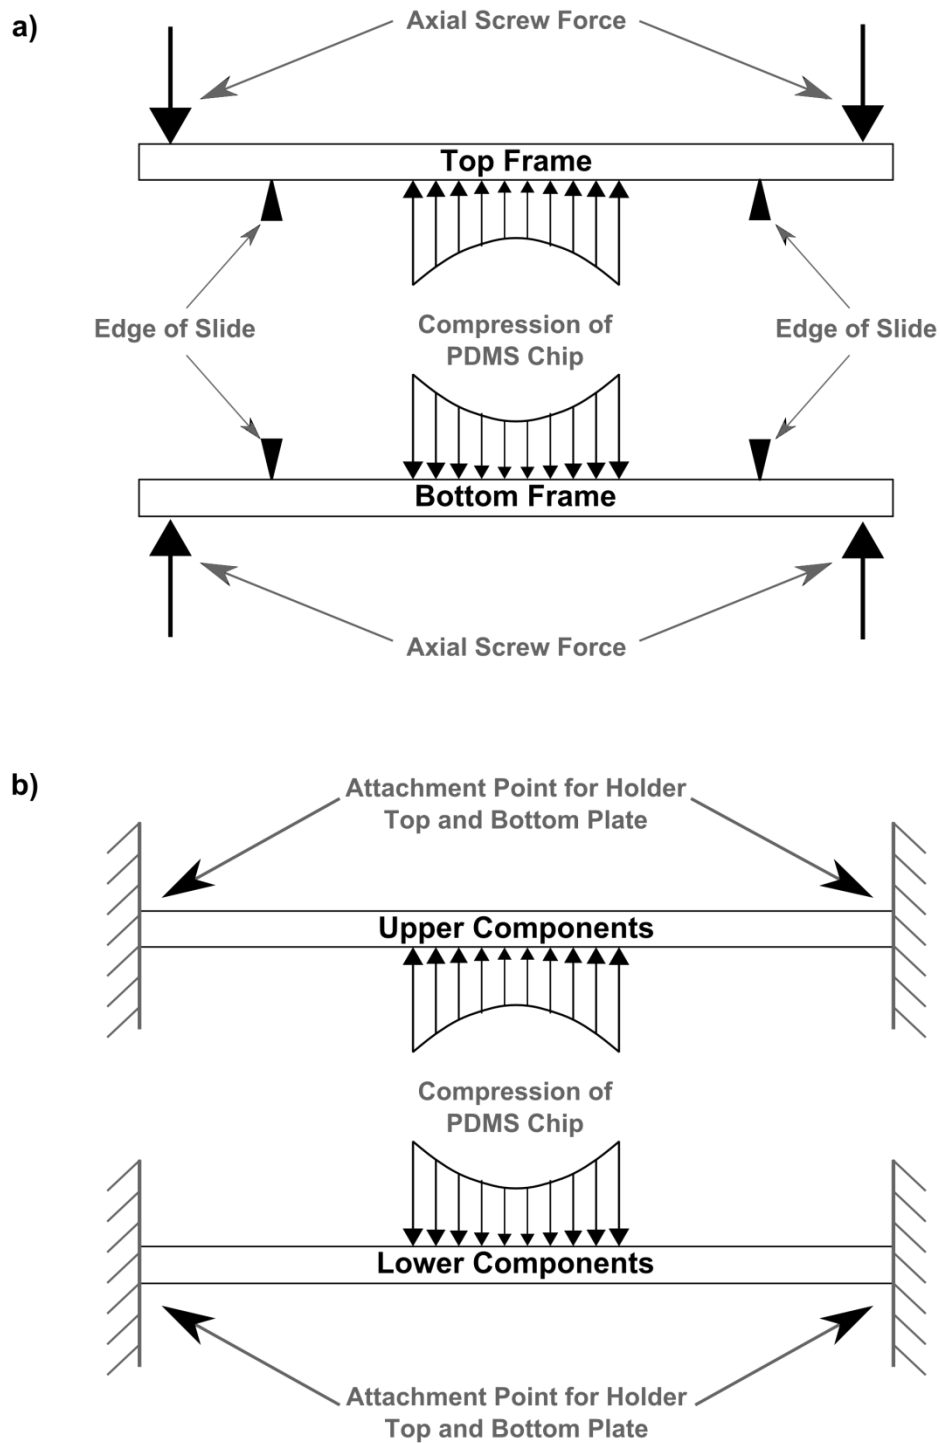 a)
Axial Screw Force
Top Frame
Edge of Slide
Compression of
PDMS Chip
Edge of Slide
Bottom Frame
Axial Screw Force
b)
Attachment Point for Holder
Top and Bottom Plate
Upper Components
Compression of
PDMS Chip
Lower Components
Attachment Point for Holder
Top and Bottom Plate